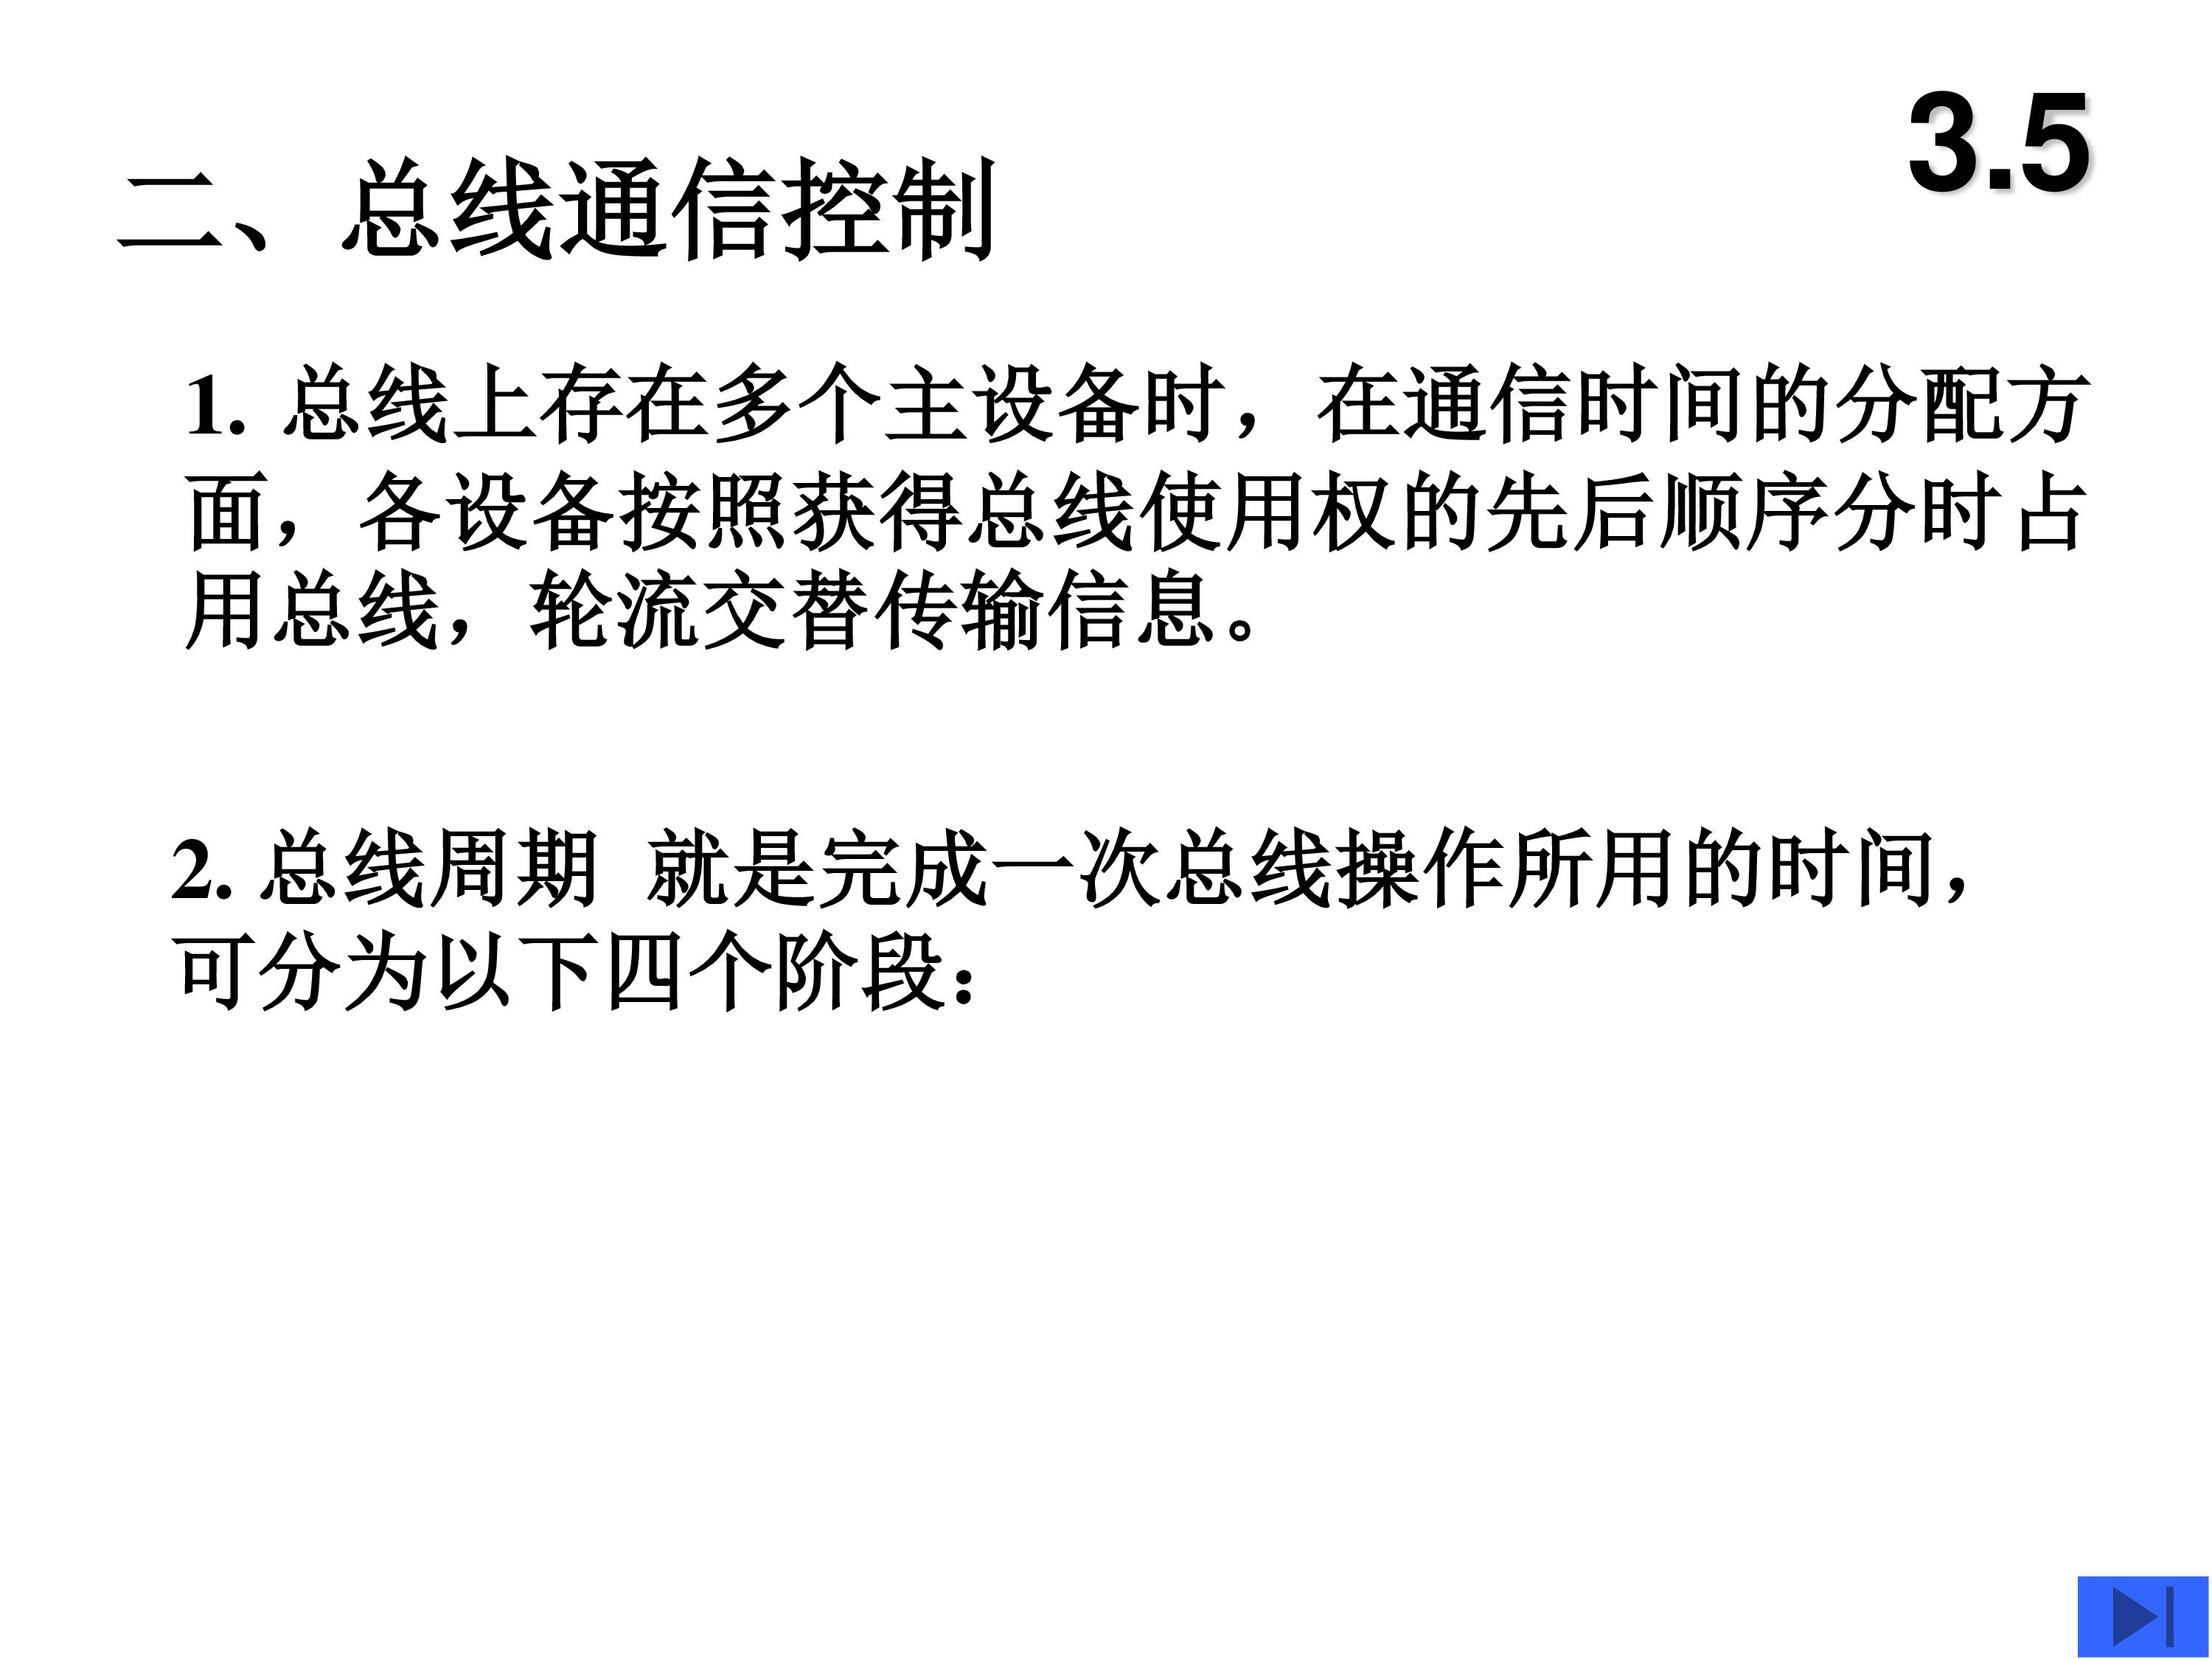 3.5
二、总线通信控制
1. 总线上存在多个主设备时，在通信时间的分配方
面，各设备按照获得总线使用权的先后顺序分时占
用总线，轮流交替传输信息。
2. 总线周期 就是完成一次总线操作所用的时间，
可分为以下四个阶段：